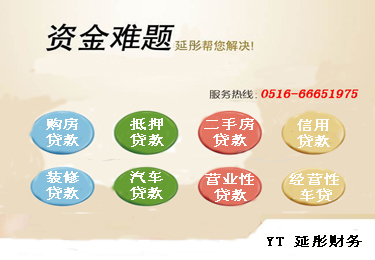 资金难题
延彤帮您解决!
服务热线: 0516-66651975
购房
贷款
抵押
贷款
二手房
贷款
信用
贷款
装修
贷款
汽车
贷款
营业性
贷款
经营性
车贷
YT 延彤财务